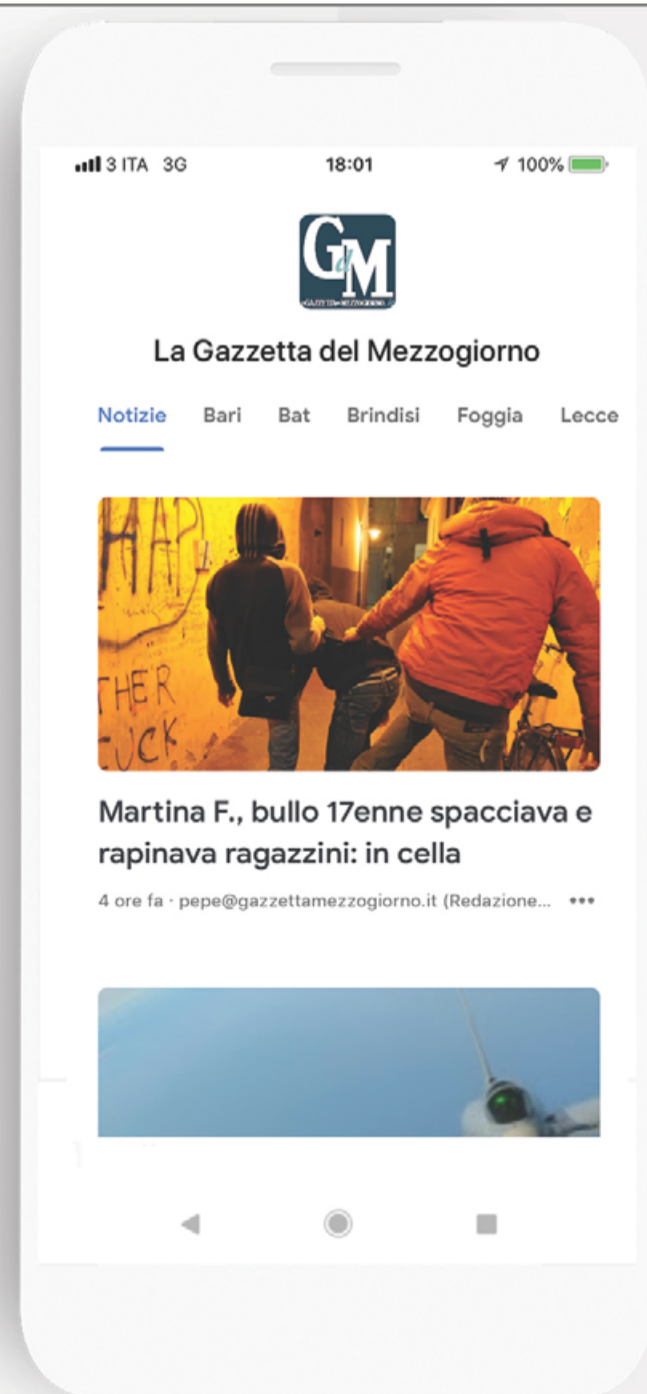 3 ITA 3G 18:01 100%
GdM
La Gazzetta del Mezzogiorno
Notizie Bari Bat Brindisi Foggia Lecce
HAP
THER
UCK
Martina F., bullo 17enne spacciava e
rapinava ragazzini: in cella
4 ore fa · pepe@gazzettamezzogiorno.it (Redazione...